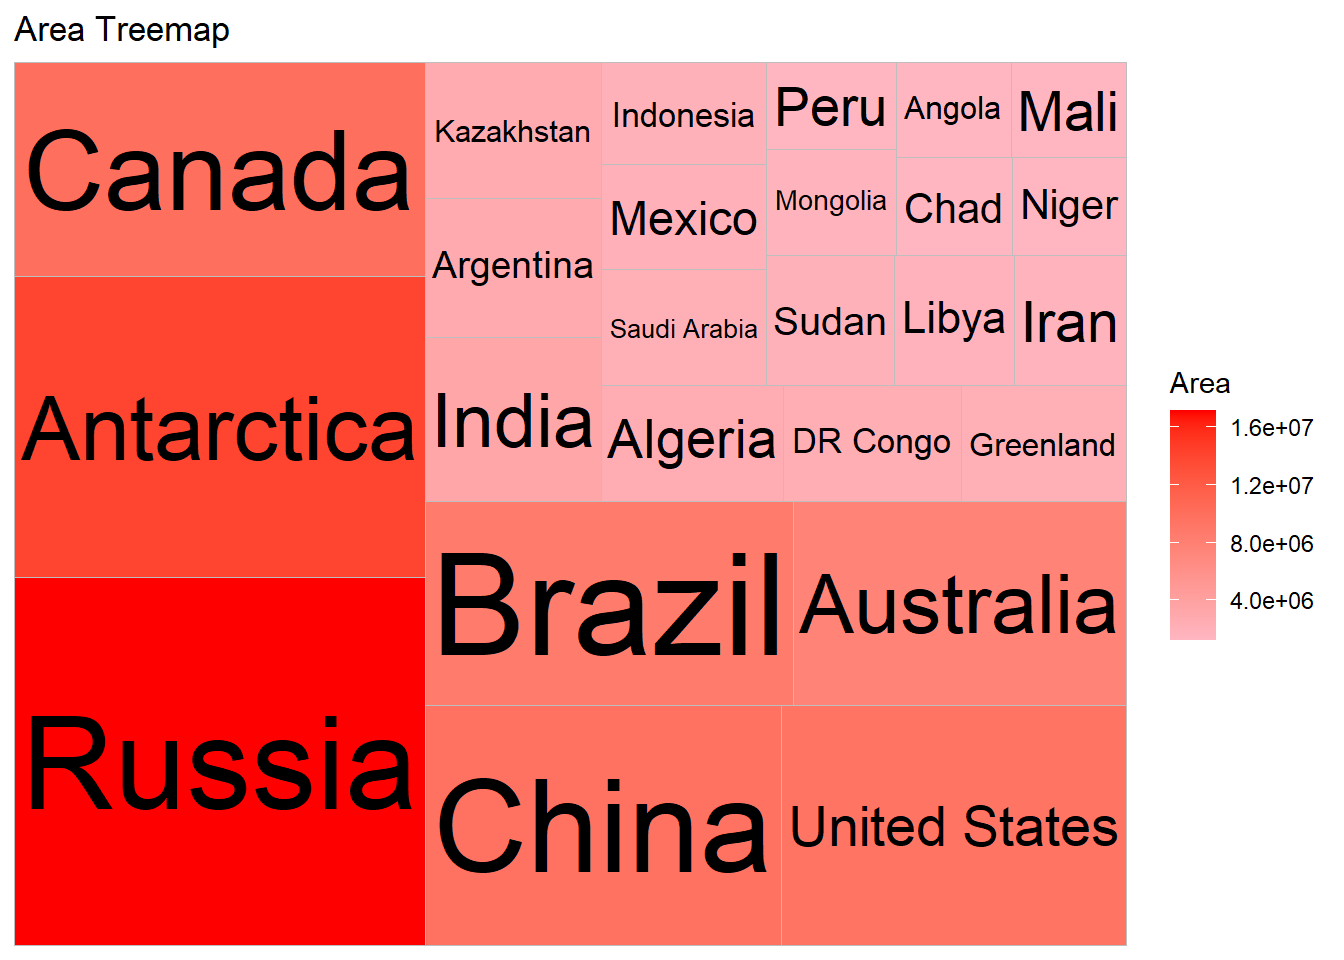 Area Treemap
Canada
Antarctica
Russia
Kazakhstan
Argentina
India
Indonesia
Mexico
Saudi Arabia
Peru
Mongolia
Sudan
Angola
Mali
Chad
Niger
Libya
Iran
Algeria
DR Congo
Greenland
Brazil
Australia
China
United States
Area
1.6e+07
1.2e+07
8.0e+06
4.0e+06